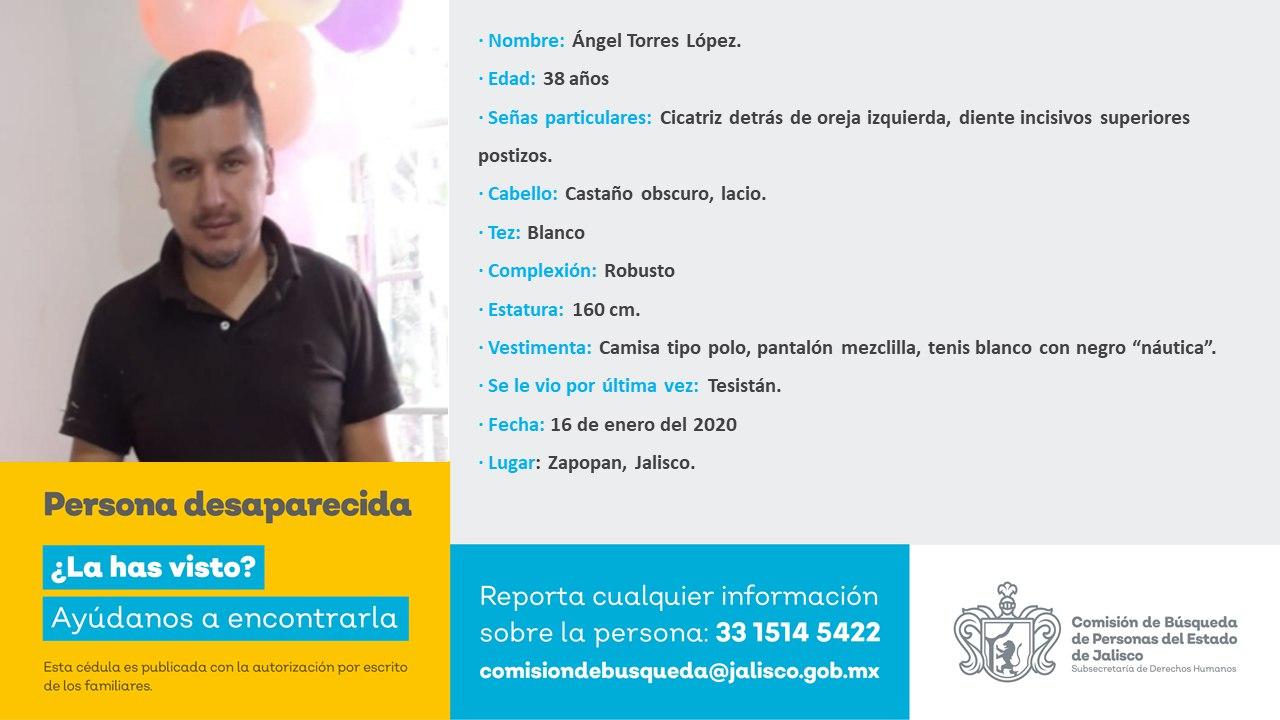 · Nombre: Ángel Torres López.
· Edad: 38 años
· Señas particulares: Cicatriz detrás de oreja izquierda, diente incisivos superiores
postizos.
· Cabello: Castaño obscuro, lacio.
· Tez: Blanco
· Complexión: Robusto
· Estatura: 160 cm.
· Vestimenta: Camisa tipo polo, pantalón mezclilla, tenis blanco con negro “náutica”.
· Se le vio por última vez: Tesistán.
· Fecha: 16 de enero del 2020
· Lugar: Zapopan, Jalisco.
Persona desaparecida
¿La has visto?
Ayúdanos a encontrarla
Esta cédula es publicada con la autorización por escrito
de los familiares.
Reporta cualquier información
sobre la persona: 33 1514 5422
comisiondebusqueda@jalisco.gob.mx
Comisión de Búsqueda
de Personas del Estado
de Jalisco
Subsecretaría de Derechos Humanos